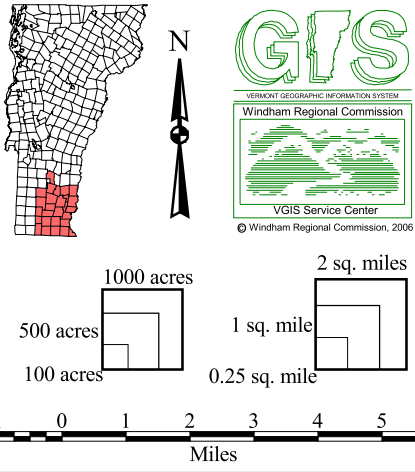 N
GIS
VERMONT GEOGRAPHIC INFORMATION SYSTEM
Windham Regional Commission
VGIS Service Center
© Windham Regional Commission, 2006
1000 acres
500 acres
100 acres
2 sq. miles
1 sq. mile
0.25 sq. mile
0 1 2 3 4 5
Miles